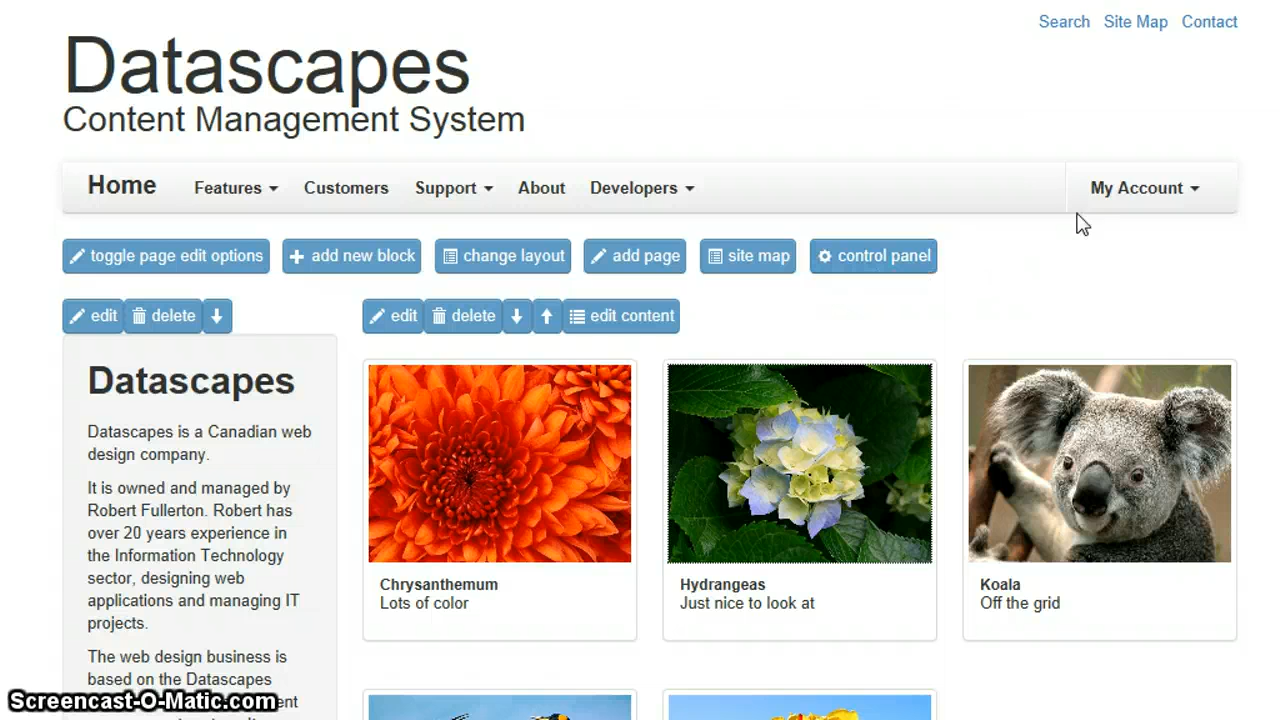 Search Site Map Contact
Datascapes
Content Management System
Home Features Customers Support About Developers My Account
toggle page edit options add new block change layout add page site map control panel
edit delete edit delete edit content
Datascapes
Datascapes is a Canadian web
design company.
It is owned and managed by
Robert Fullerton. Robert has
over 20 years experience in
the Information Technology
sector, designing web
applications and managing IT
projects.
The web design business is
based on the Datascapes
Chrysanthemum
Lots of color
Hydrangeas
Just nice to look at
Koala
Off the grid
Screencast-O-Matic.com